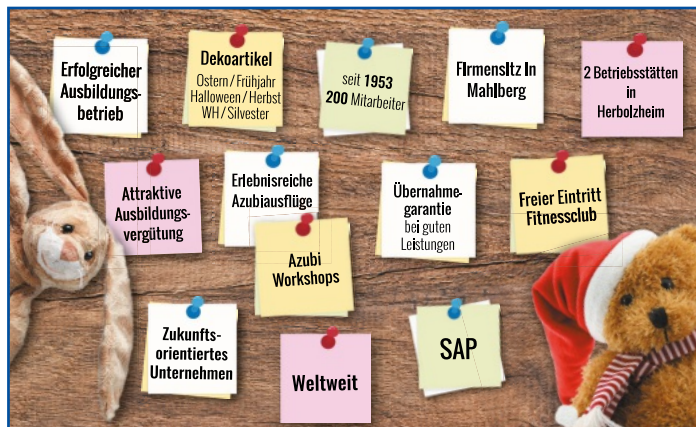 Erfolgreicher
Ausbildungs-
betrieb
Dekoartikel
Ostern / Frühjahr
Halloween / Herbst
WH / Silvester
seit 1953
200 Mitarbeiter
Firmensitz in
Mahlberg
2 Betriebsstätten
in
Herbolzheim
Attraktive
Ausbildungs-
vergütung
Erlebnisreiche
Azubiausflüge
Azubi
Workshops
Übernahme-
garantie
bei guten
Leistungen
Freier Eintritt
Fitnessclub
Zukunfts-
orientiertes
Unternehmen
Weltweit
SAP